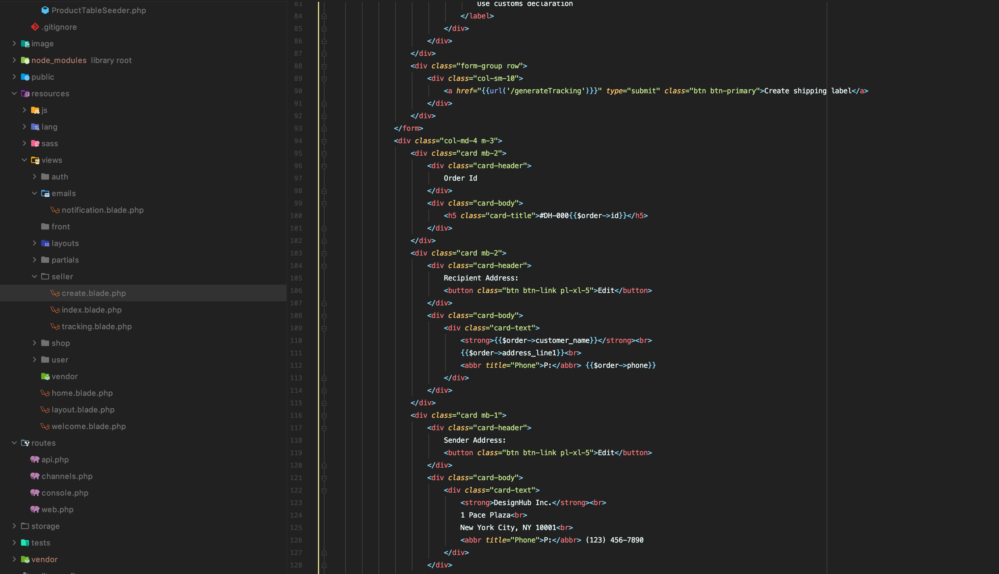 ProductTableSeeder.php
.gitignore
image
node_modules library root
public
resources
js
lang
sass
views
auth
emails
notification.blade.php
front
layouts
partials
seller
create.blade.php
index.blade.php
tracking.blade.php
shop
user
vendor
home.blade.php
layout.blade.php
welcome.blade.php
routes
api.php
channels.php
console.php
web.php
storage
tests
vendor
83 Use customs declaration
84 </label>
85 </div>
86 </div>
87 </div>
88 <div class="form-group row">
89 <div class="col-sm-10">
90 <a href="{{url('/generateTracking')}}" type="submit" class="btn btn-primary">Create shipping label</a>
91 </div>
92 </div>
93 </form>
94 <div class="col-md-4 m-3">
95 <div class="card mb-2">
96 <div class="card-header">
97 Order Id
98 </div>
99 <div class="card-body">
100 <h5 class="card-title">#DH-000{{$order->id}}</h5>
101 </div>
102 </div>
103 <div class="card mb-2">
104 <div class="card-header">
105 Recipient Address:
106 <button class="btn btn-link pl-xl-5">Edit</button>
107 </div>
108 <div class="card-body">
109 <div class="card-text">
110 <strong>{{$order->customer_name}}</strong><br>
111 {{$order->address_line1}}<br>
112 <abbr title="Phone">P:</abbr> {{$order->phone}}
113 </div>
114 </div>
115 </div>
116 <div class="card mb-1">
117 <div class="card-header">
118 Sender Address:
119 <button class="btn btn-link pl-xl-5">Edit</button>
120 </div>
121 <div class="card-body">
122 <div class="card-text">
123 <strong>DesignHub Inc.</strong><br>
124 1 Pace Plaza<br>
125 New York City, NY 10001<br>
126 <abbr title="Phone">P:</abbr> (123) 456-7890
127 </div>
128 </div>